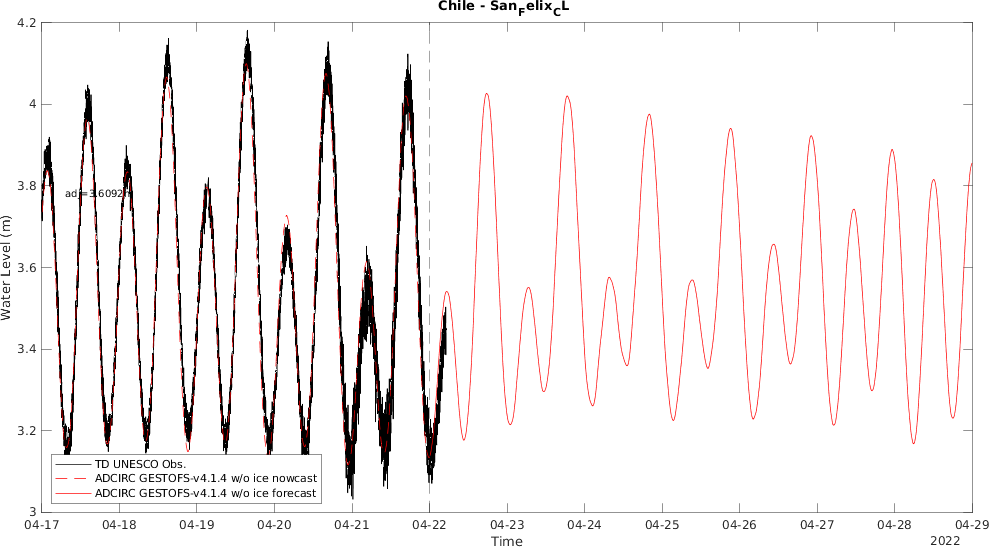 Chile - San_Felix_CL
4.2
4
3.8
3.6
3.4
3.2
3
Water Level (m)
adj=3.6092
TD UNESCO Obs.
ADCIRC GESTOFS-v4.1.4 w/o ice nowcast
ADCIRC GESTOFS-v4.1.4 w/o ice forecast
04-17 04-18 04-19 04-20 04-21 04-22 04-23 04-24 04-25 04-26 04-27 04-28 04-29
Time
2022